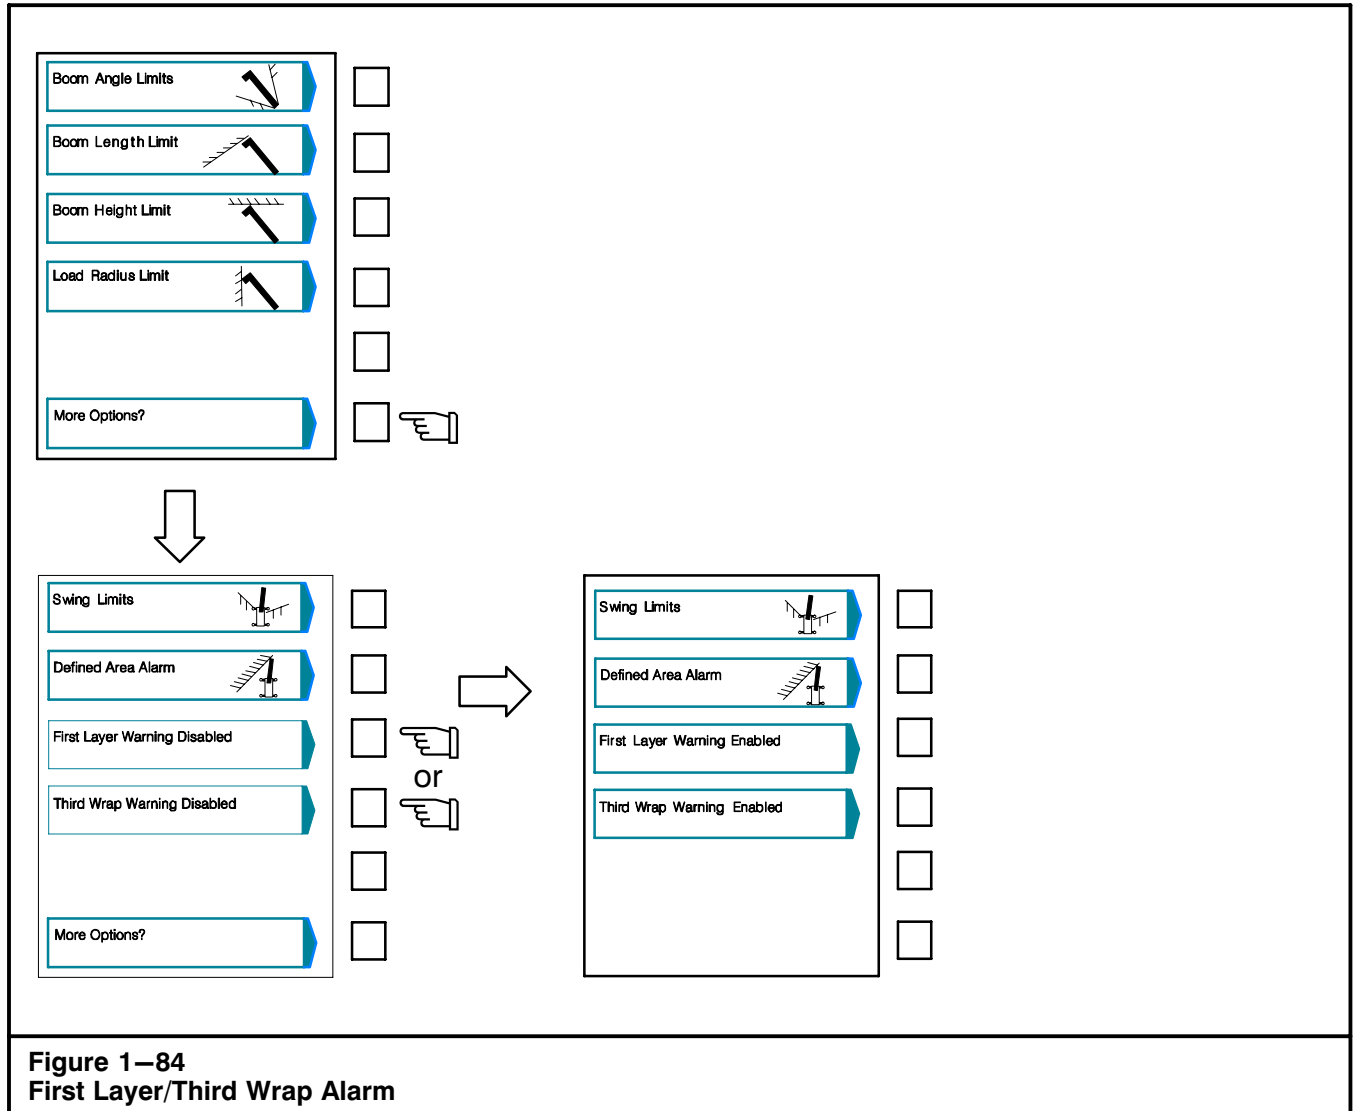 Boom Angle Limits
Boom Length Limit
Boom Height Limit
Load Radius Limit
More Options?
Swing Limits
Defined Area Alarm
First Layer Warning Disabled
Third Wrap Warning Disabled
More Options?
or
Swing Limits
Defined Area Alarm
First Layer Warning Enabled
Third Wrap Warning Enabled
Figure 1–84
First Layer/Third Wrap Alarm